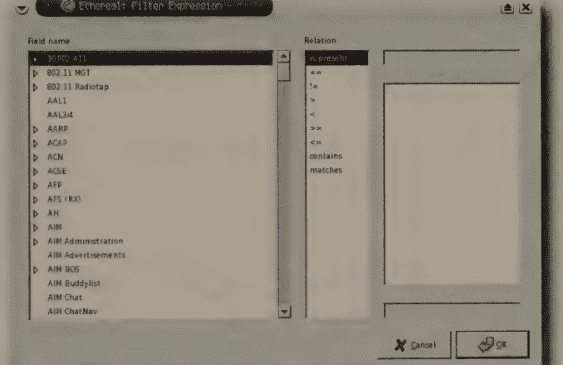 Ethereal: Filter Expression
Field name
Relation
3GPP2 A11
802.11 MGT
802.11 Radiotap
AAL1
AAL3/4
AARP
ACAP
ACN
ACSE
AFP
AFS (RX)
AH
AIM
AIM Administration
AIM Advertisements
AIM BOS
AIM Buddylist
AIM Chat
AIM ChatNav
is present
==
!=
>
<
>=
<=
contains
matches
Cancel
OK